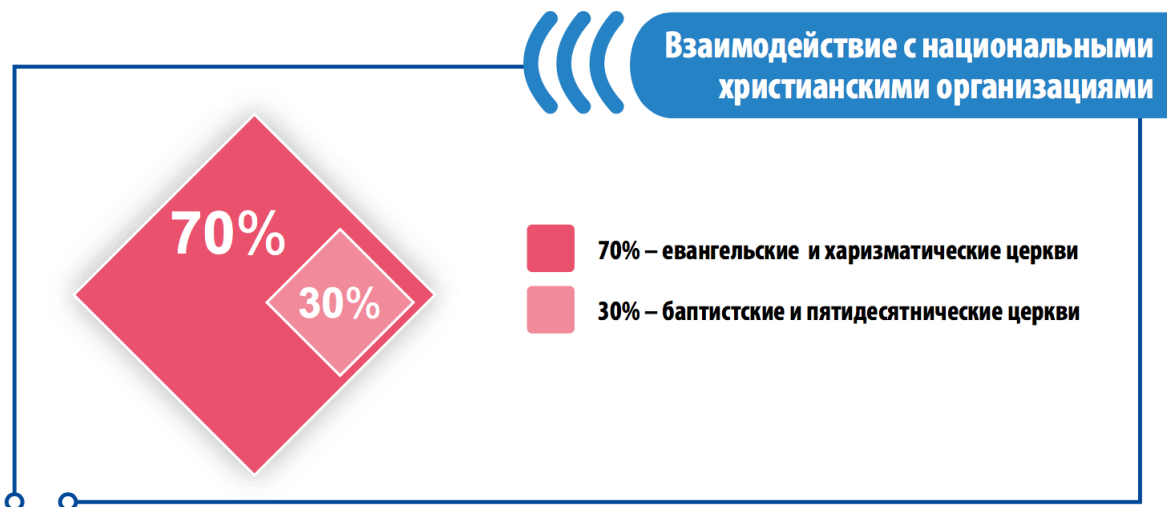 Взаимодействие с национальными
христианскими организациями
70%
30%
70% – евангельские и харизматические церкви
30% – баптистские и пятидесятнические церкви